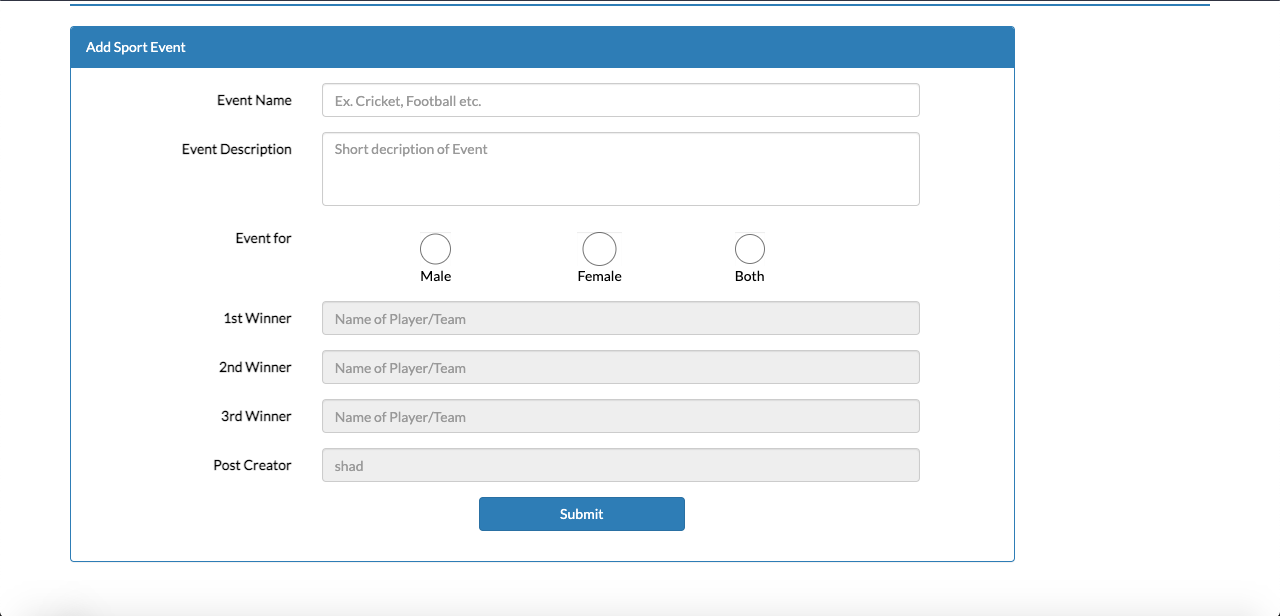 Add Sport Event
Event Name
Ex. Cricket, Football etc.
Event Description
Short decription of Event
Event for
Male
Female
Both
1st Winner
Name of Player/Team
2nd Winner
Name of Player/Team
3rd Winner
Name of Player/Team
Post Creator
shad
Submit